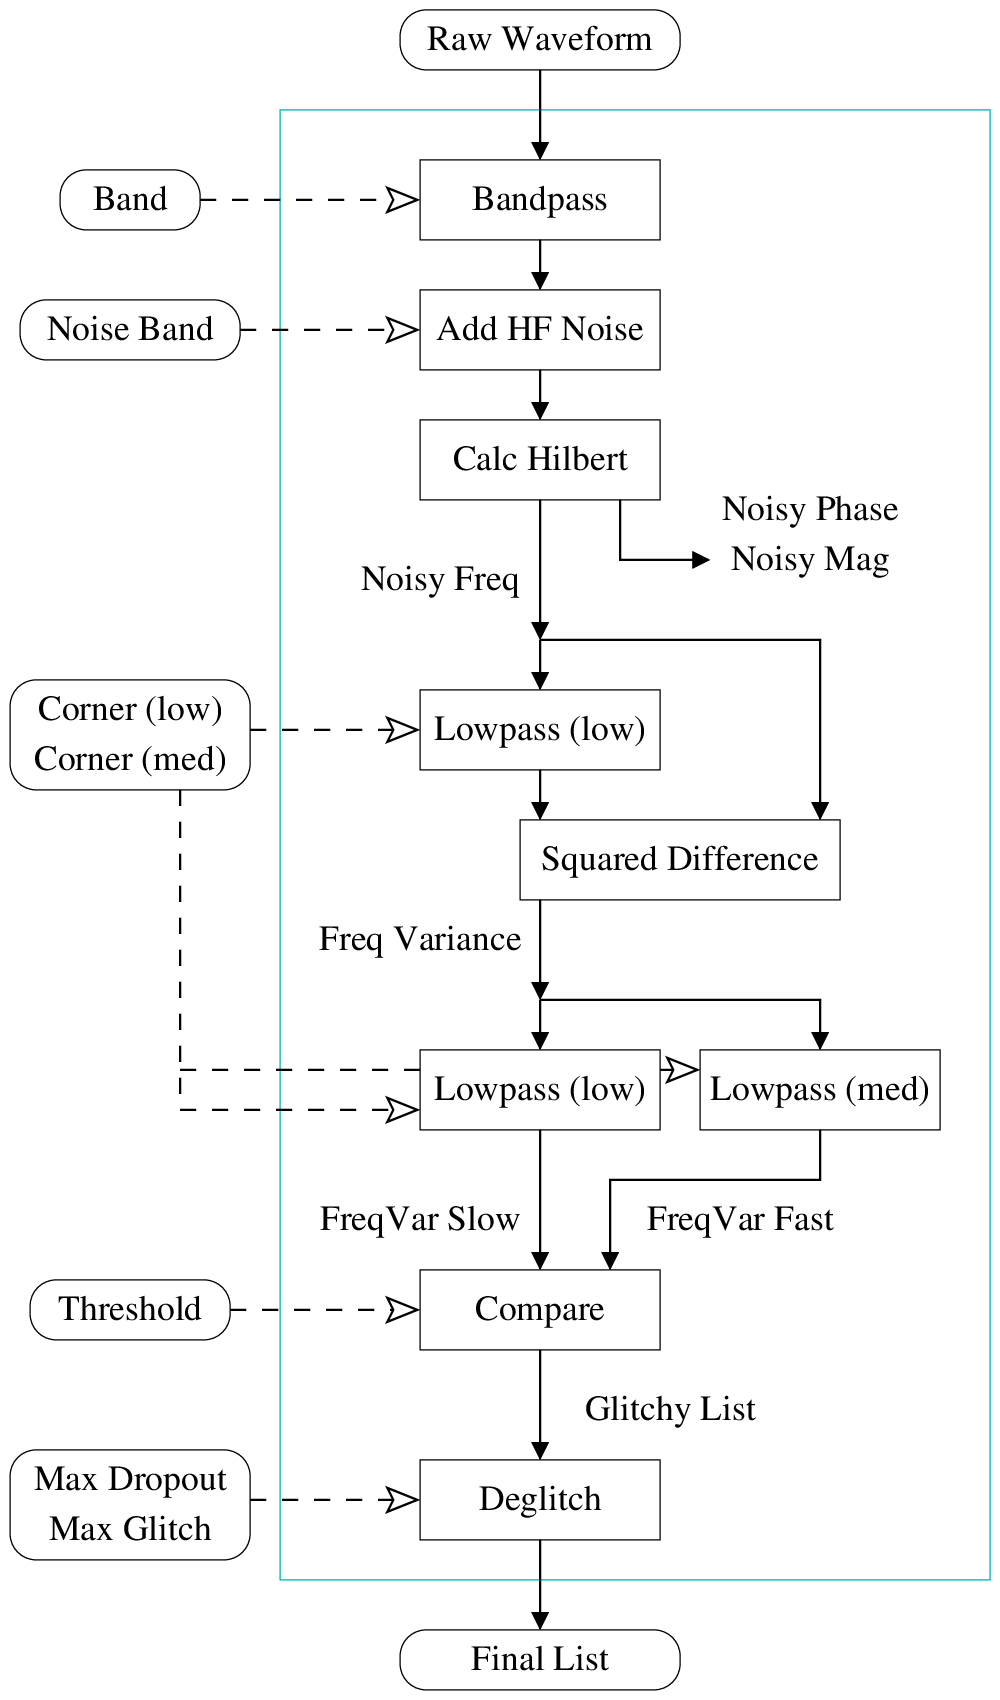 Raw Waveform
Band
Bandpass
Noise Band
Add HF Noise
Calc Hilbert
Noisy Phase
Noisy Mag
Noisy Freq
Corner (low)
Corner (med)
Lowpass (low)
Squared Difference
Freq Variance
Lowpass (low)
Lowpass (med)
FreqVar Slow
FreqVar Fast
Threshold
Compare
Glitchy List
Max Dropout
Max Glitch
Deglitch
Final List